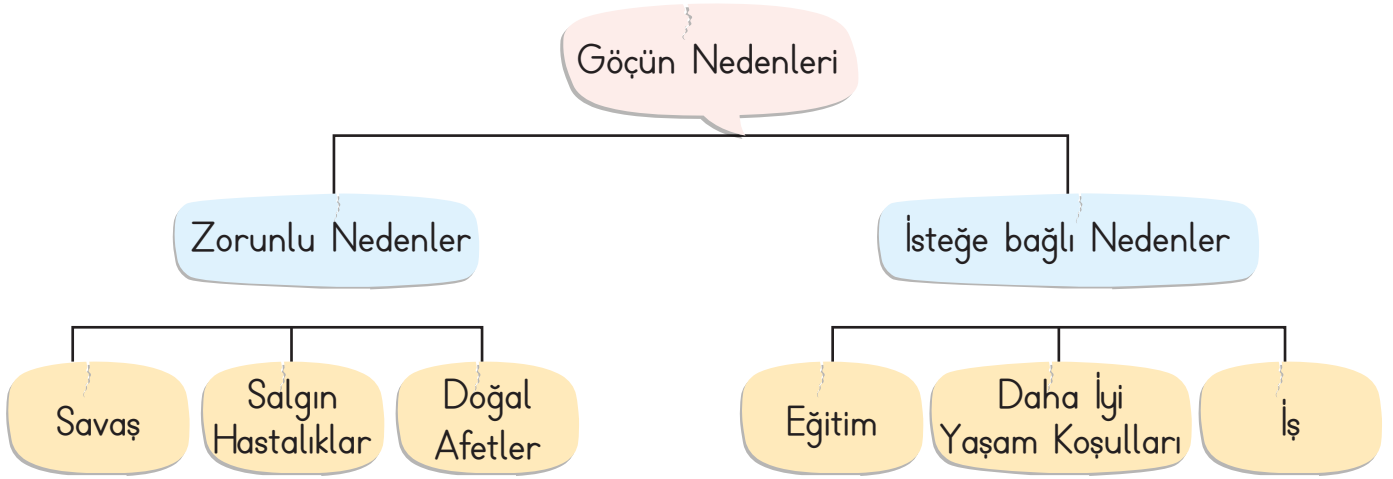 Göçün Nedenleri
Zorunlu Nedenler
İsteğe bağlı Nedenler
Savaş
Salgın
Hastalıklar
Doğal
Afetler
Eğitim
Daha İyi
Yaşam Koşulları
İş